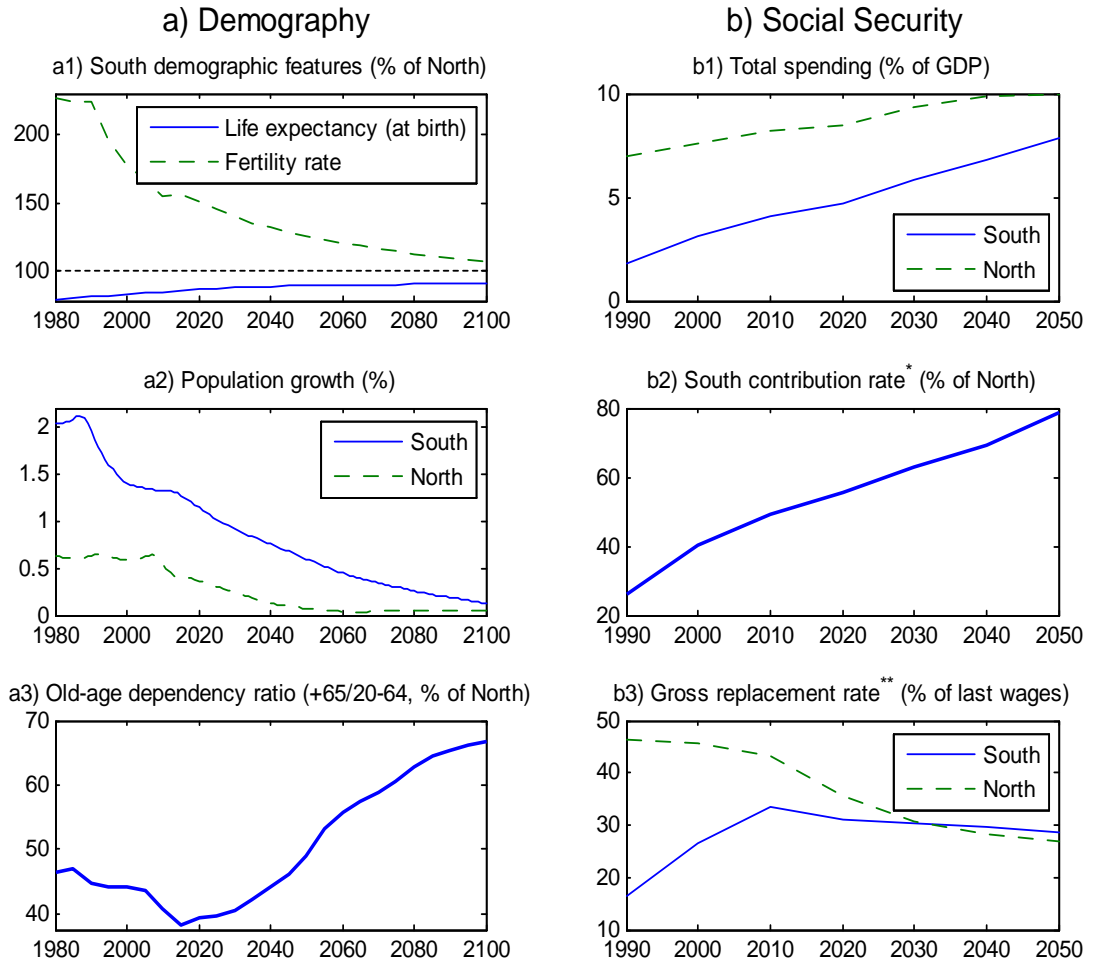 a) Demography
a1) South demographic features (% of North)
200
150
100
Life expectancy (at birth)
Fertility rate
1980 2000 2020 2040 2060 2080 2100
a2) Population growth (%)
2
1.5
1
0.5
0
South
North
1980 2000 2020 2040 2060 2080 2100
a3) Old-age dependency ratio (+65/20-64, % of North)
70
60
50
40
1980 2000 2020 2040 2060 2080 2100
b) Social Security
b1) Total spending (% of GDP)
10
5
0
South
North
1990 2000 2010 2020 2030 2040 2050
b2) South contribution rate* (% of North)
80
60
40
20
1990 2000 2010 2020 2030 2040 2050
b3) Gross replacement rate** (% of last wages)
50
40
30
20
10
South
North
1990 2000 2010 2020 2030 2040 2050